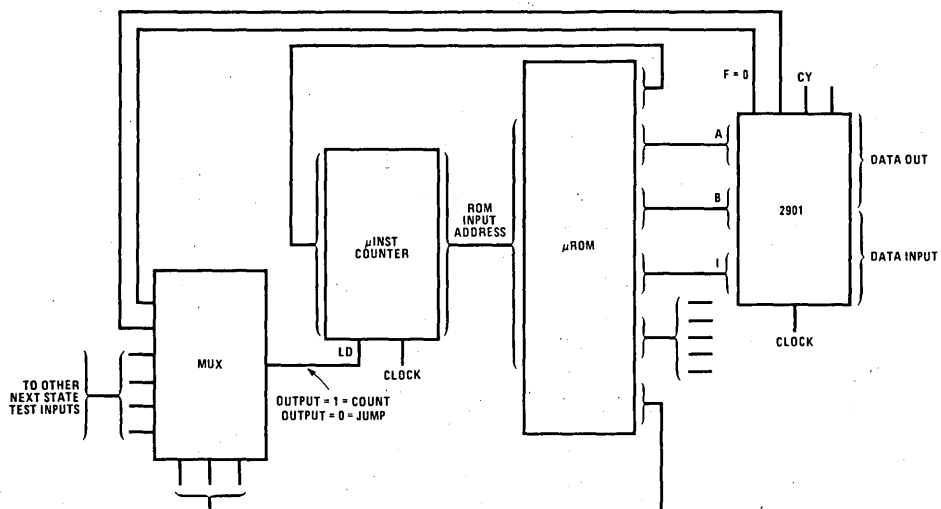 F = 0
CY
A
DATA OUT
B
ROM
INPUT
ADDRESS
2901
μINST
COUNTER
μROM
DATA INPUT
I
MUX
LD
CLOCK
CLOCK
TO OTHER
NEXT STATE
TEST INPUTS
OUTPUT = 1 = COUNT
OUTPUT = 0 = JUMP